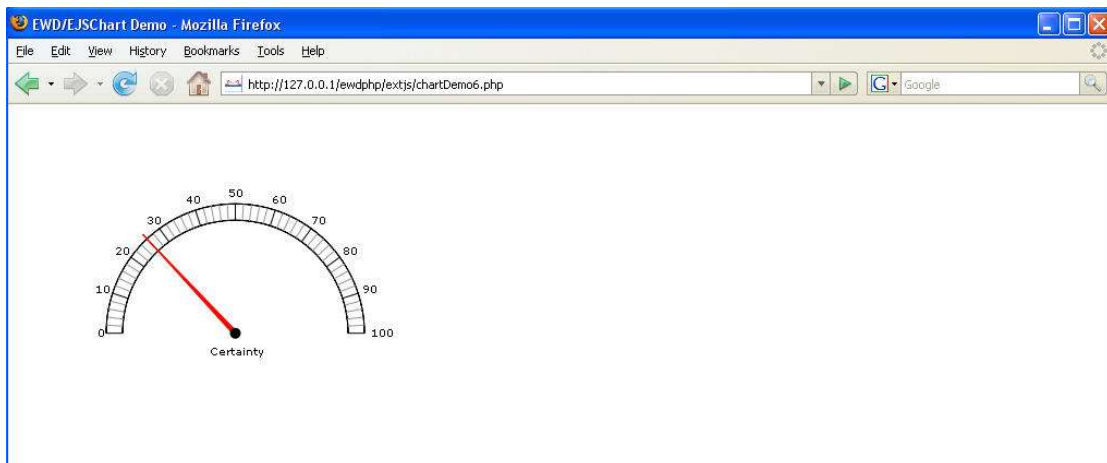 EWD/EJSChart Demo - Mozilla Firefox
File Edit View History Bookmarks Tools Help
http://127.0.0.1/ewdphp/extjs/chartDemo6.php
G Google
50
40 60
30 70
20 80
10 90
0 100
Certainty